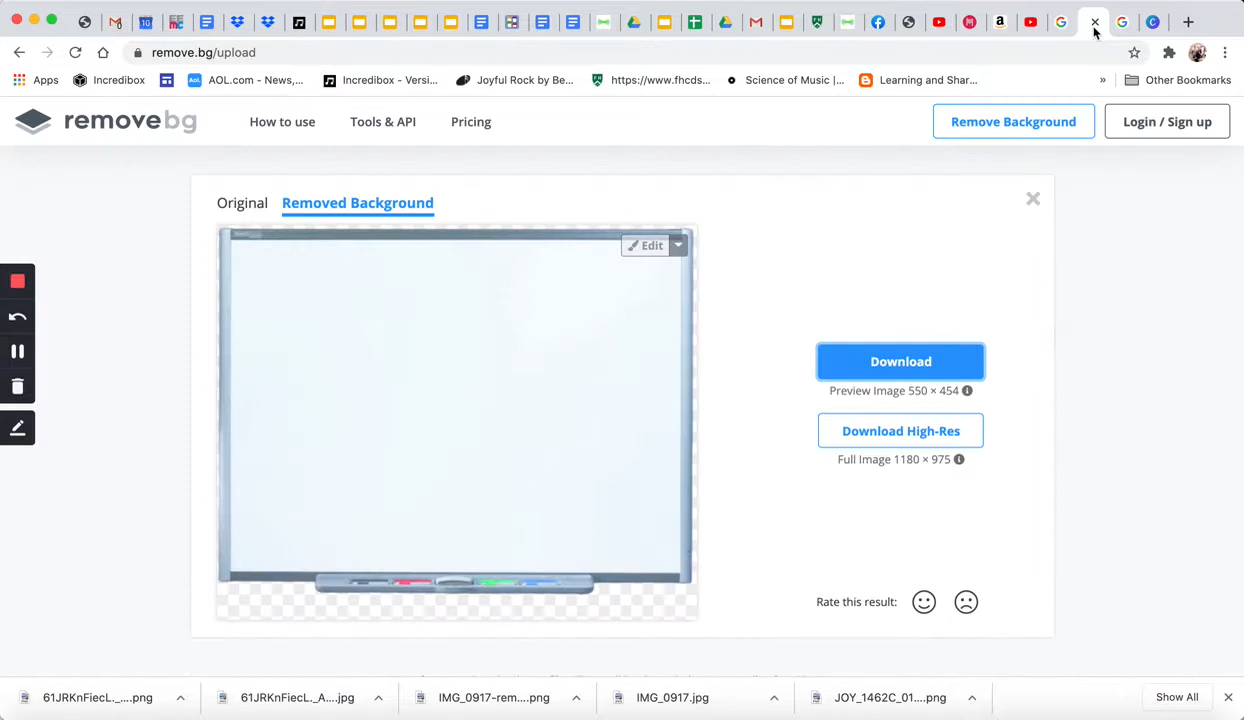 remove.bg/upload
Apps
Incredibox
AOL.com - News,...
Incredibox - Versi...
Joyful Rock by Be...
https://www.fhcds...
Science of Music |...
Learning and Shar...
»
Other Bookmarks
removebg
How to use
Tools & API
Pricing
Remove Background
Login / Sign up
Original
Removed Background
Edit
Download
Preview Image 550 × 454
Download High-Res
Full Image 1180 × 975
Rate this result:
61JRKnFiecL._....png
61JRKnFiecL._A....jpg
IMG_0917-rem....png
IMG_0917.jpg
JOY_1462C_01....png
Show All